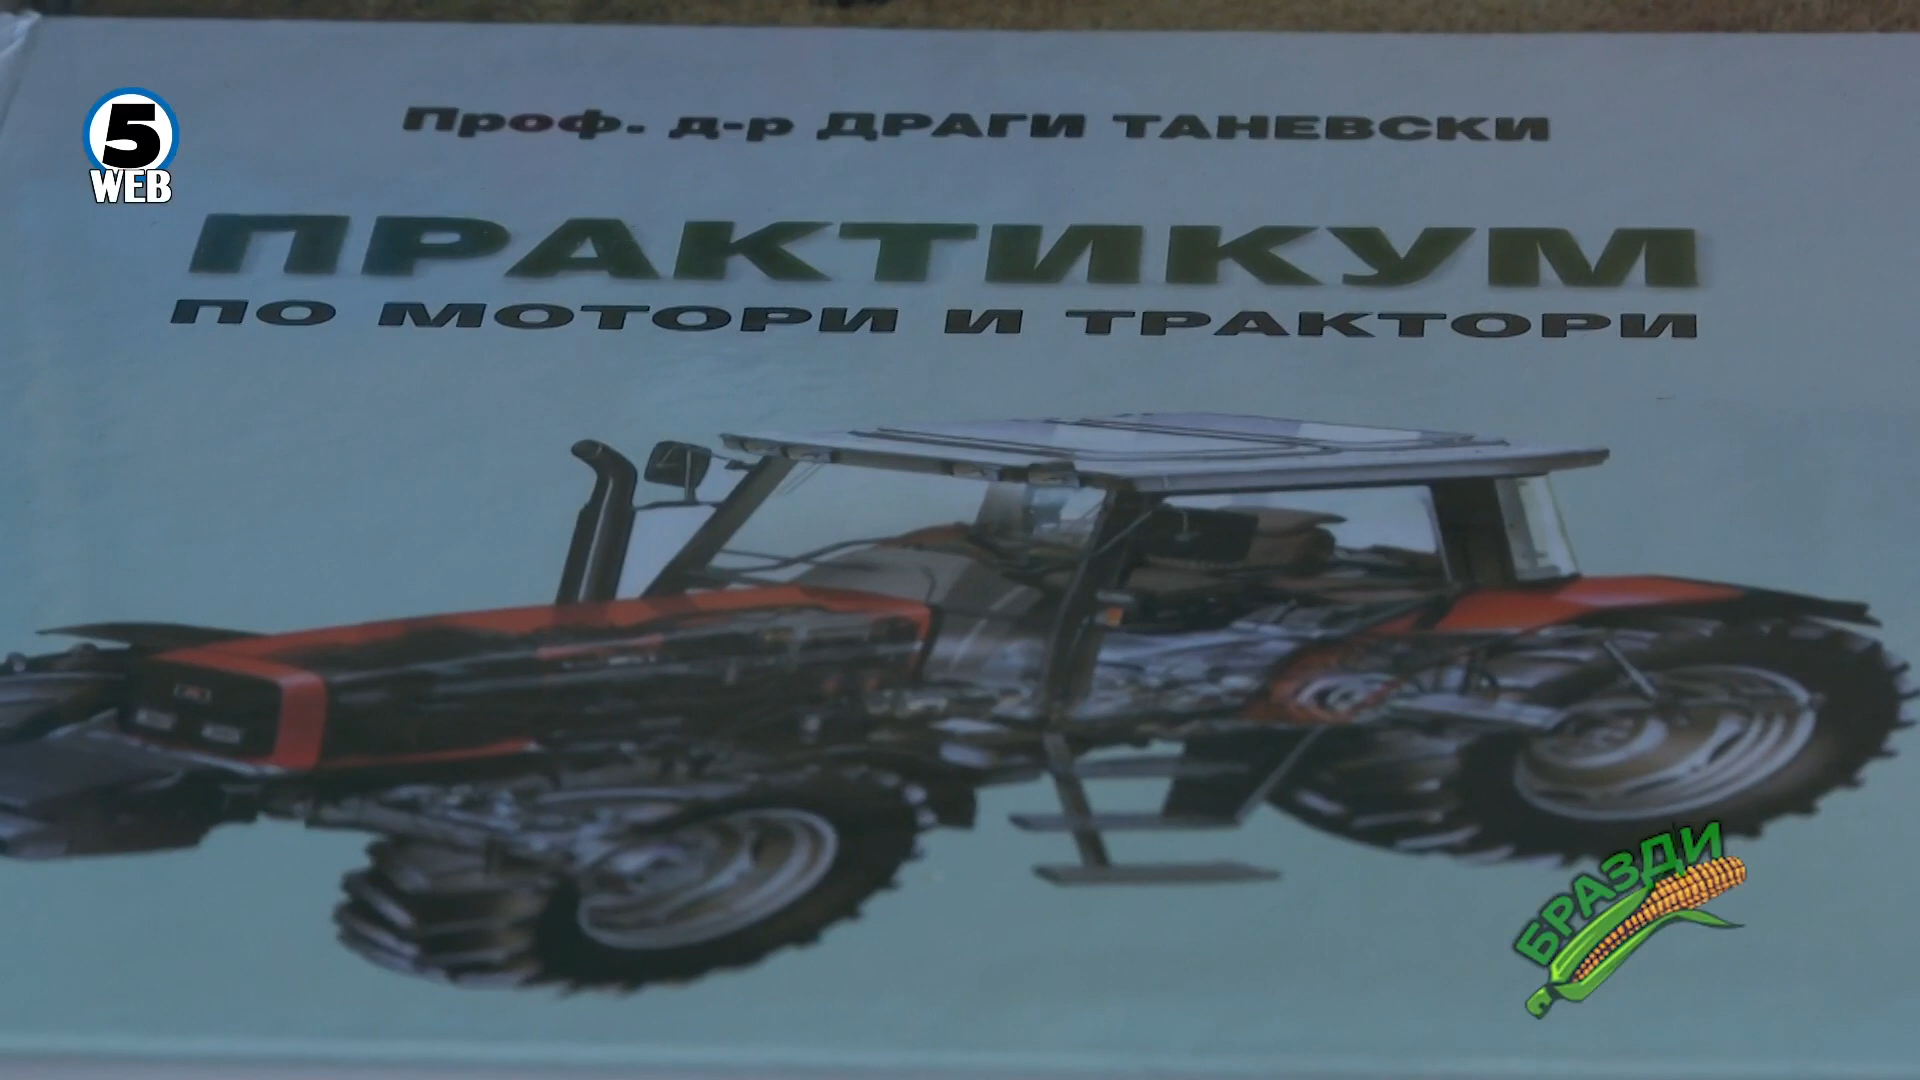 5
WEB
Проф. д-р ДРАГИ ТАНЕВСКИ
ПРАКТИКУМ
ПО МОТОРИ И ТРАКТОРИ
БРАЗДИ